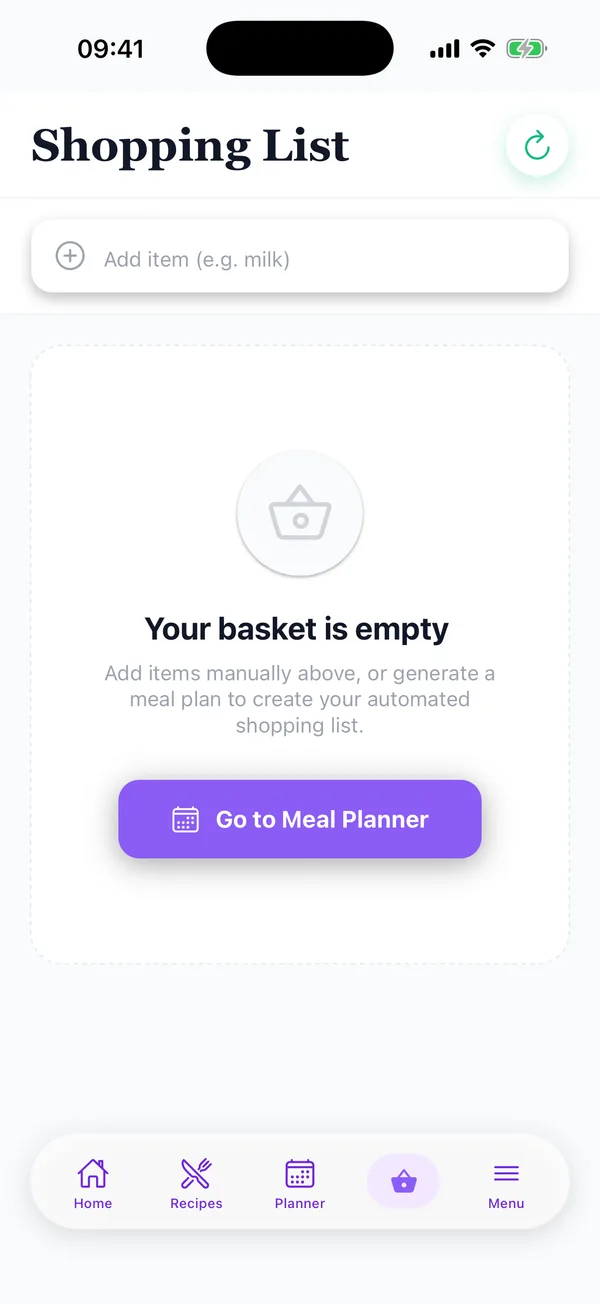 09:41
Shopping List
Add item (e.g. milk)
Your basket is empty
Add items manually above, or generate a
meal plan to create your automated
shopping list.
Go to Meal Planner
Home
Recipes
Planner
Menu